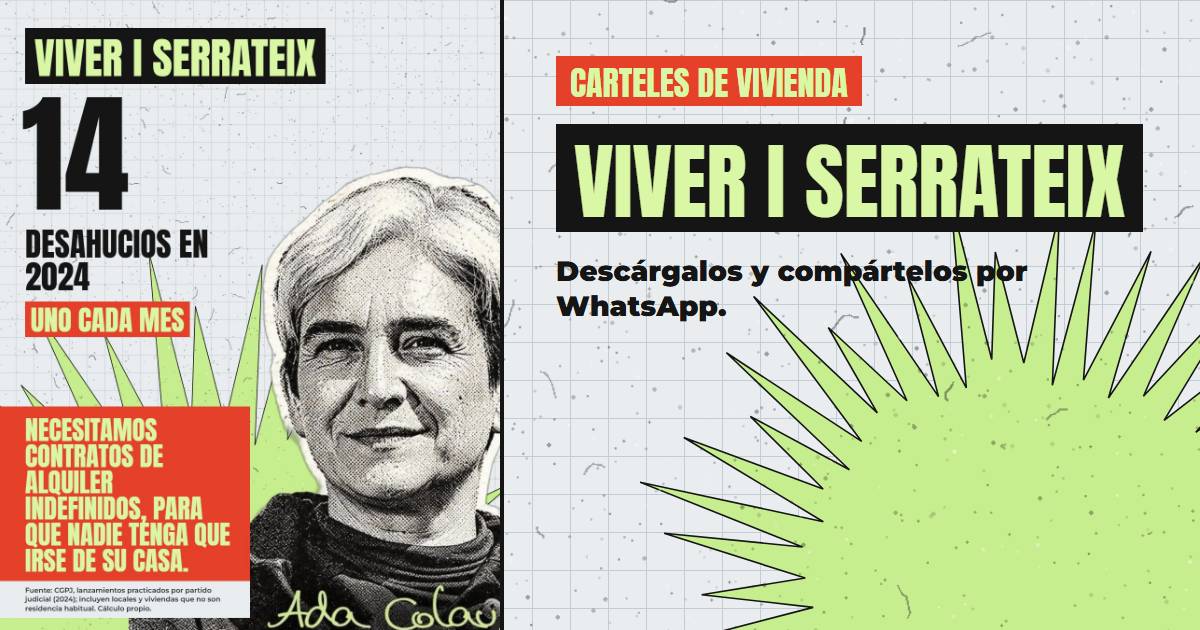 VIVER I SERRATEIX
14
DESAHUCIOS EN
2024
UNO CADA MES
NECESITAMOS
CONTRATOS DE
ALQUILER
INDEFINIDOS, PARA
QUE NADIE TENGA QUE
IRSE DE SU CASA.
Fuente: CGPJ, lanzamientos practicados por partido
judicial (2024); incluyen locales y viviendas que no son
residencia habitual. Cálculo propio.
Ada Colau
CARTELES DE VIVIENDA
VIVER I SERRATEIX
Descárgalos y compártelos por
WhatsApp.